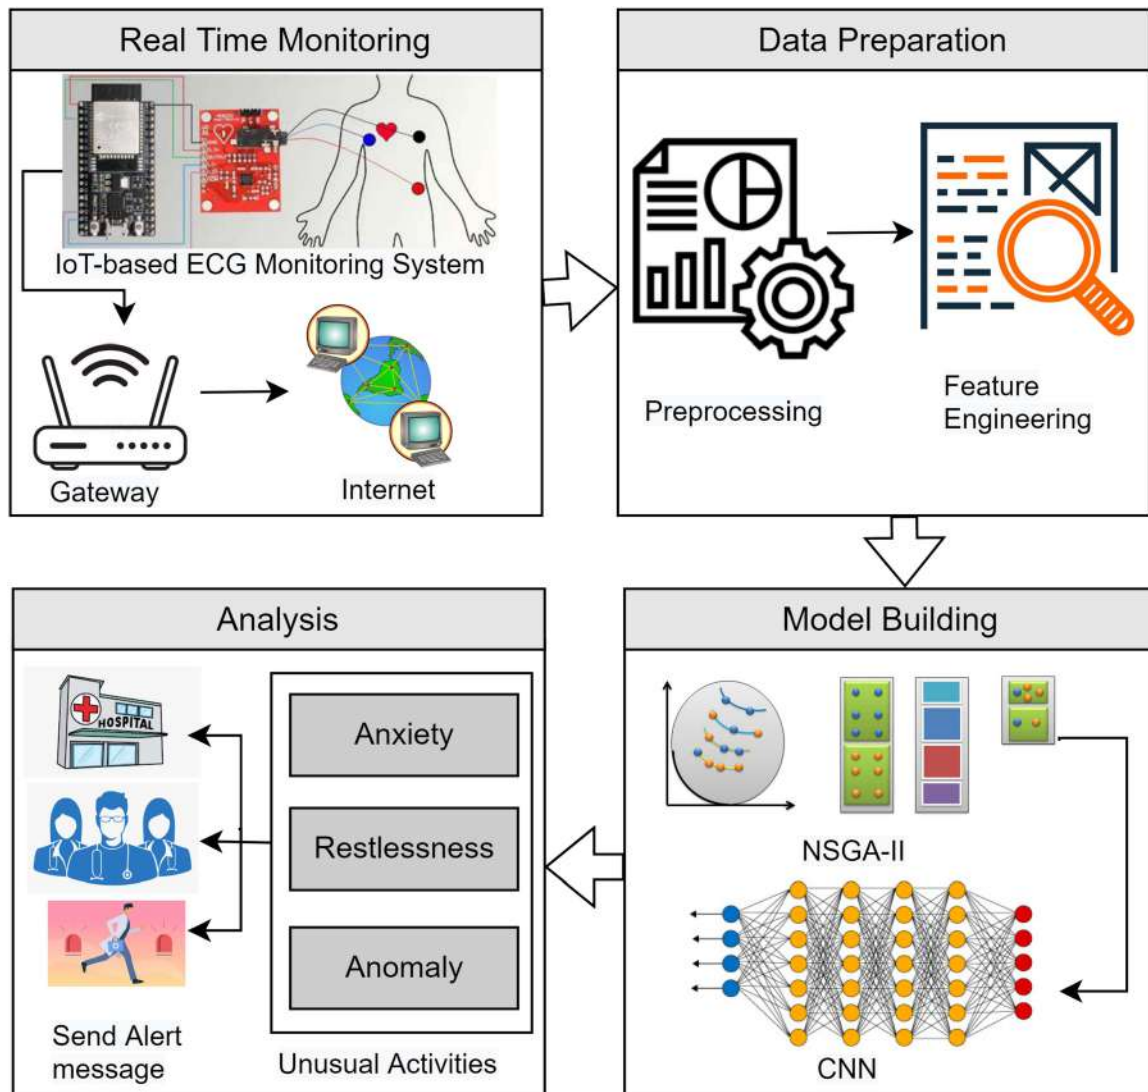 Real Time Monitoring
IoT-based ECG Monitoring System
Gateway
Internet
Data Preparation
Preprocessing
Feature
Engineering
Analysis
HOSPITAL
Anxiety
Restlessness
Anomaly
Send Alert
message
Unusual Activities
Model Building
NSGA-II
CNN